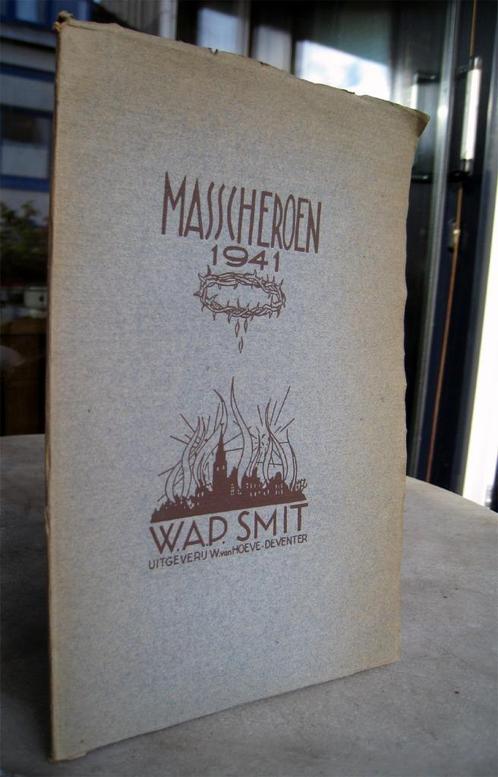 MASSCHEROEN
1941
W.A.P. SMIT
UITGEVERIJ W. van HOEVE - DEVENTER